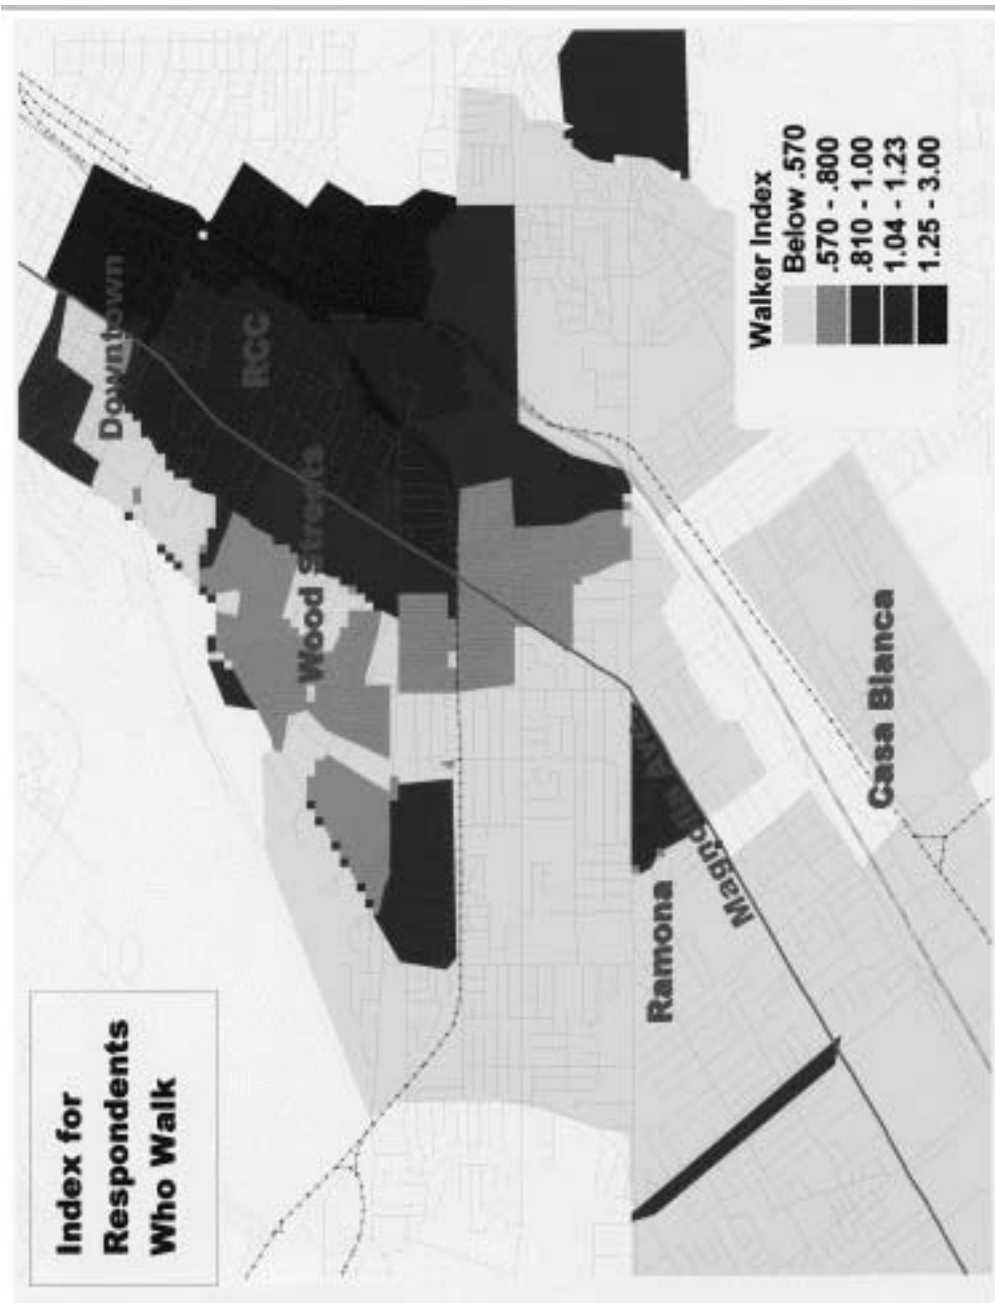 Index for
Respondents
Who Walk
Downtown
RCC
Wood Streets
Magnolia Ave
Ramona
Casa Blanca
Walker Index
Below .570
.570 - .800
.810 - 1.00
1.04 - 1.23
1.25 - 3.00